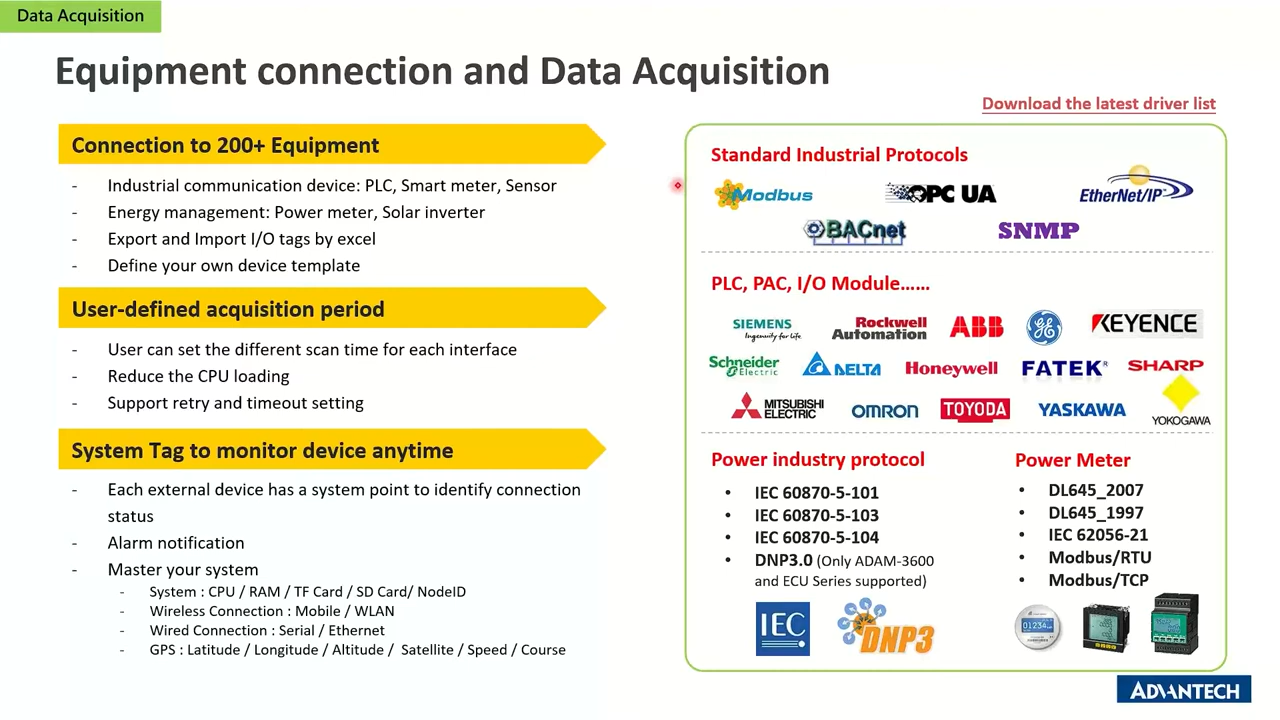 Data Acquisition
Equipment connection and Data Acquisition
Download the latest driver list
Connection to 200+ Equipment
- Industrial communication device: PLC, Smart meter, Sensor
- Energy management: Power meter, Solar inverter
- Export and Import I/O tags by excel
- Define your own device template
User-defined acquisition period
- User can set the different scan time for each interface
- Reduce the CPU loading
- Support retry and timeout setting
System Tag to monitor device anytime
- Each external device has a system point to identify connection
status
- Alarm notification
- Master your system
- System : CPU / RAM / TF Card / SD Card/ NodeID
- Wireless Connection : Mobile / WLAN
- Wired Connection : Serial / Ethernet
- GPS : Latitude / Longitude / Altitude / Satellite / Speed / Course
Standard Industrial Protocols
Modbus
OPC UA
EtherNet/IP
BACnet
SNMP
PLC, PAC, I/O Module……
SIEMENS
Ingenuity for life
Rockwell
Automation
ABB
GE
KEYENCE
Schneider
Electric
DELTA
Honeywell
FATEK®
SHARP
MITSUBISHI
ELECTRIC
OMRON
TOYODA
YASKAWA
YOKOGAWA
Power industry protocol
• IEC 60870-5-101
• IEC 60870-5-103
• IEC 60870-5-104
• DNP3.0 (Only ADAM-3600
and ECU Series supported)
IEC
DNP3
Power Meter
• DL645_2007
• DL645_1997
• IEC 62056-21
• Modbus/RTU
• Modbus/TCP
ADVANTECH